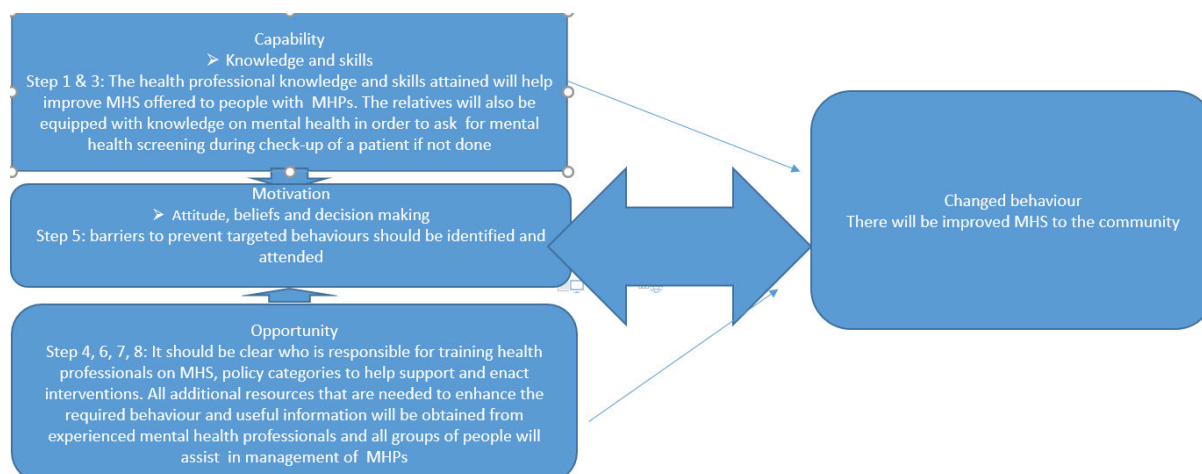 Capability
➢ Knowledge and skills
Step 1 & 3: The health professional knowledge and skills attained will help
improve MHS offered to people with MHPs. The relatives will also be
equipped with knowledge on mental health in order to ask for mental
health screening during check-up of a patient if not done
Motivation
➢ Attitude, beliefs and decision making
Step 5: barriers to prevent targeted behaviours should be identified and
attended
Opportunity
Step 4, 6, 7, 8: It should be clear who is responsible for training health
professionals on MHS, policy categories to help support and enact
interventions. All additional resources that are needed to enhance the
required behaviour and useful information will be obtained from
experienced mental health professionals and all groups of people will
assist in management of MHPs
Changed behaviour
There will be improved MHS to the community